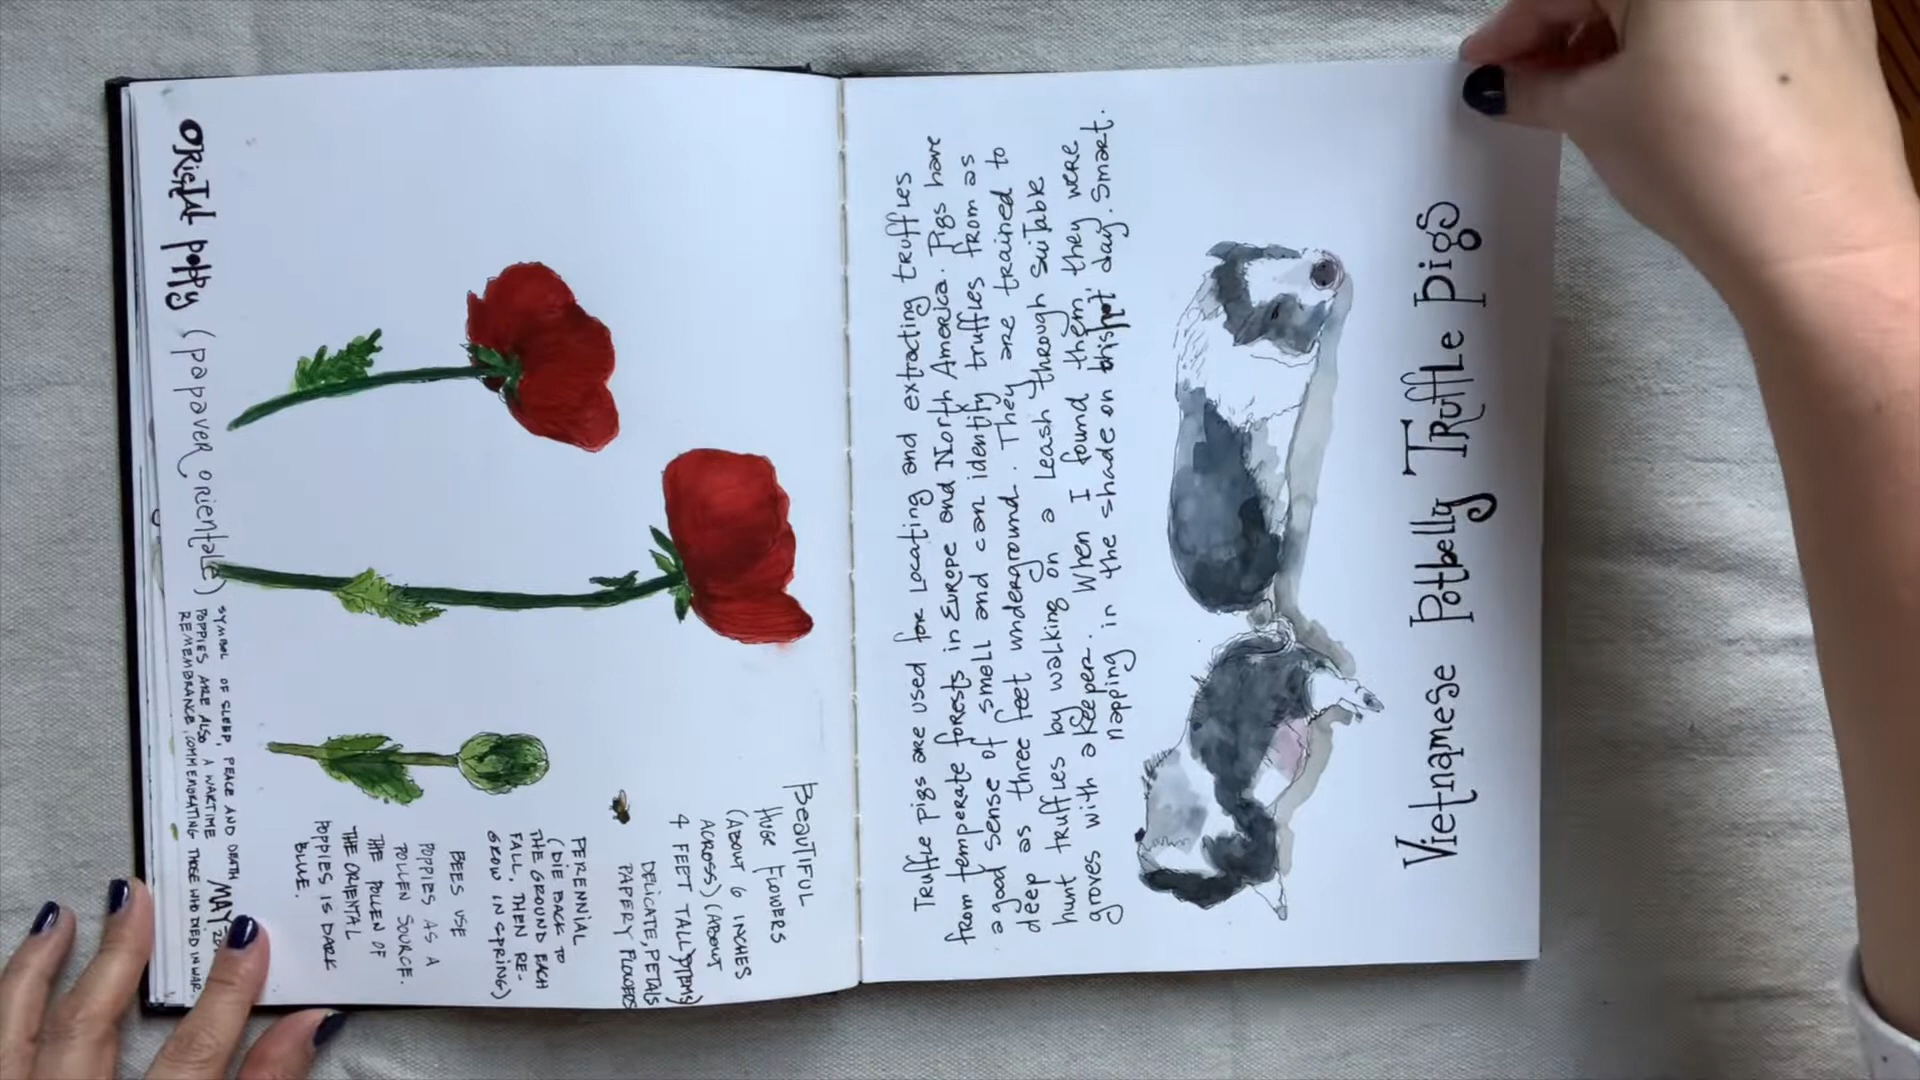 ORIENTAL POPPY (papaver orientale)
SYMBOL OF SLEEP, PEACE AND DEATH
POPPIES ARE ALSO A WARTIME
REMEMBRANCE, COMMEMORATING THOSE WHO DIED IN WAR.
MAY
BEAUTIFUL
HUGE FLOWERS
(ABOUT 6 INCHES
ACROSS) (ABOUT
4 FEET TALL STEMS)
DELICATE, PETALS
PAPERY FLOWERS
PERENNIAL
(DIE BACK TO
THE GROUND EACH
FALL, THEN RE-
GROW IN SPRING)
BEES USE
POPPIES AS A
POLLEN SOURCE.
THE POLLEN OF
THE ORIENTAL
POPPIES IS DARK
BLUE.
Truffle pigs are used for locating and extracting truffles
from temperate forests in Europe and North America. Pigs have
a good sense of smell and can identify truffles from as
deep as three feet underground. They are trained to
hunt truffles by walking on a leash through suitable
groves with a keeper. When I found them they were
napping in the shade on this hot day. Smart.
Vietnamese Potbelly Truffle pigs